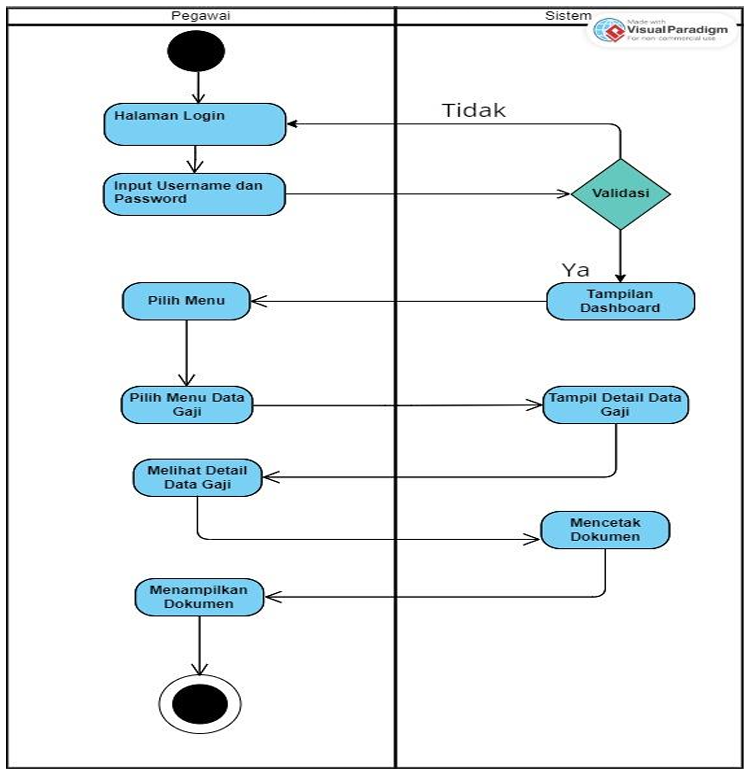 Pegawai
Sistem
Made with
Visual Paradigm
For non-commercial use
Halaman Login
Tidak
Input Username dan
Password
Validasi
Ya
Pilih Menu
Tampilan
Dashboard
Pilih Menu Data
Gaji
Tampil Detail Data
Gaji
Melihat Detail
Data Gaji
Mencetak
Dokumen
Menampilkan
Dokumen